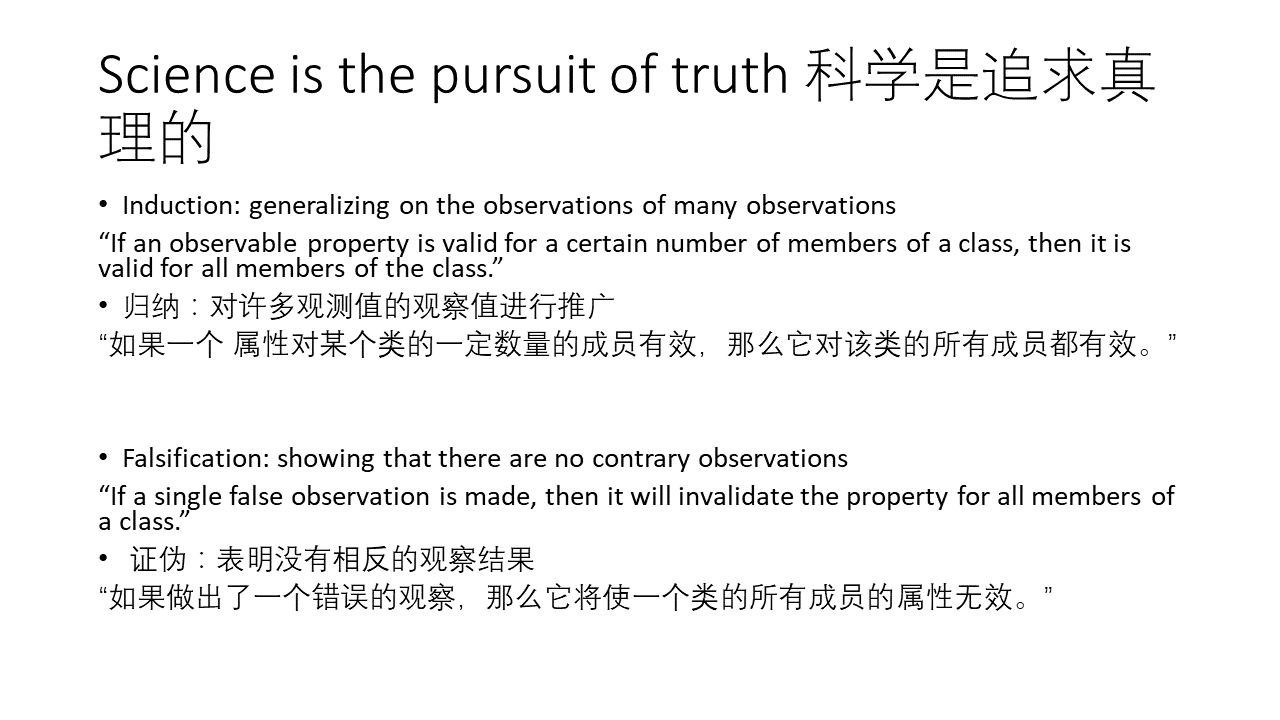 Science is the pursuit of truth 科学是追求真
理的
• Induction: generalizing on the observations of many observations
“If an observable property is valid for a certain number of members of a class, then it is
valid for all members of the class.”
• 归纳：对许多观测值的观察值进行推广
“如果一个 属性对某个类的一定数量的成员有效，那么它对该类的所有成员都有效。”
• Falsification: showing that there are no contrary observations
“If a single false observation is made, then it will invalidate the property for all members of
a class.”
• 证伪：表明没有相反的观察结果
“如果做出了一个错误的观察，那么它将使一个类的所有成员的属性无效。”